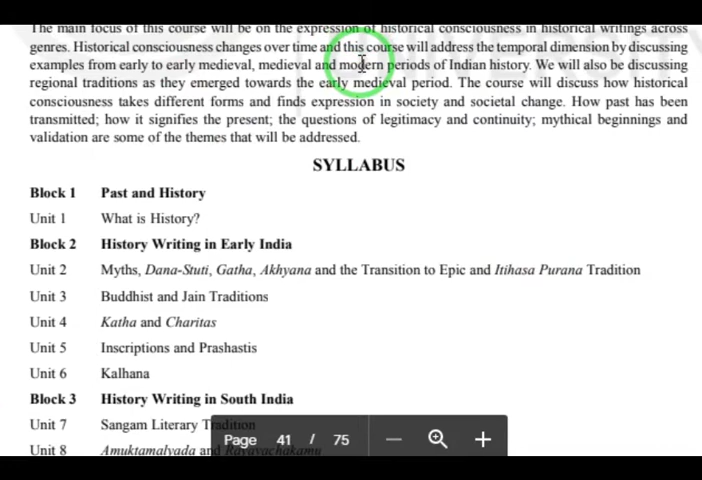 The main focus of this course will be on the expression of historical consciousness in historical writings across
genres. Historical consciousness changes over time and this course will address the temporal dimension by discussing
examples from early to early medieval, medieval and modern periods of Indian history. We will also be discussing
regional traditions as they emerged towards the early medieval period. The course will discuss how historical
consciousness takes different forms and finds expression in society and societal change. How past has been
transmitted; how it signifies the present; the questions of legitimacy and continuity; mythical beginnings and
validation are some of the themes that will be addressed.
SYLLABUS
Block 1 Past and History
Unit 1 What is History?
Block 2 History Writing in Early India
Unit 2 Myths, Dana-Stuti, Gatha, Akhyana and the Transition to Epic and Itihasa Purana Tradition
Unit 3 Buddhist and Jain Traditions
Unit 4 Katha and Charitas
Unit 5 Inscriptions and Prashastis
Unit 6 Kalhana
Block 3 History Writing in South India
Unit 7 Sangam Literary Tradition
Unit 8 Amuktamalyada and Rayavachakamu
Page 41 / 75